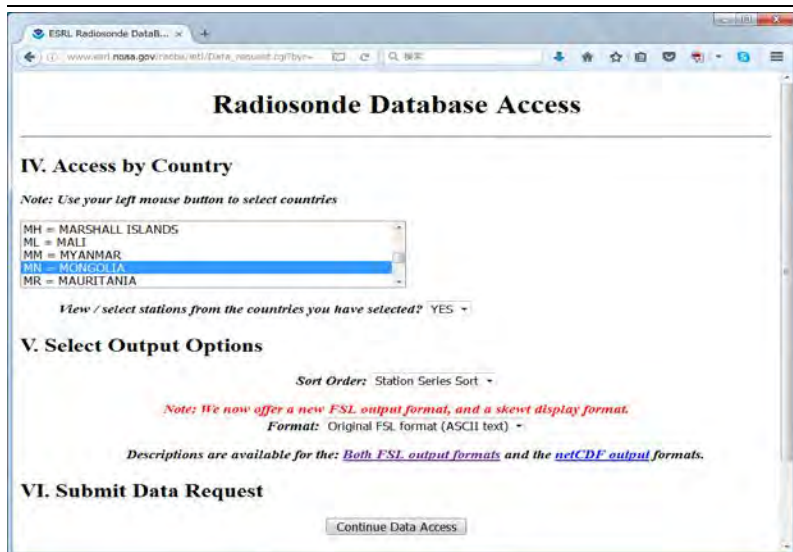 ESRL Radiosonde DataB...
× +
Radiosonde Database Access
IV. Access by Country
Note: Use your left mouse button to select countries
MH = MARSHALL ISLANDS
ML = MALI
MM = MYANMAR
MN = MONGOLIA
MR = MAURITANIA
View / select stations from the countries you have selected? YES
V. Select Output Options
Sort Order: Station Series Sort
Note: We now offer a new FSL output format, and a skewt display format.
Format: Original FSL format (ASCII text)
Descriptions are available for the: Both FSL output formats and the netCDF output formats.
VI. Submit Data Request
Continue Data Access